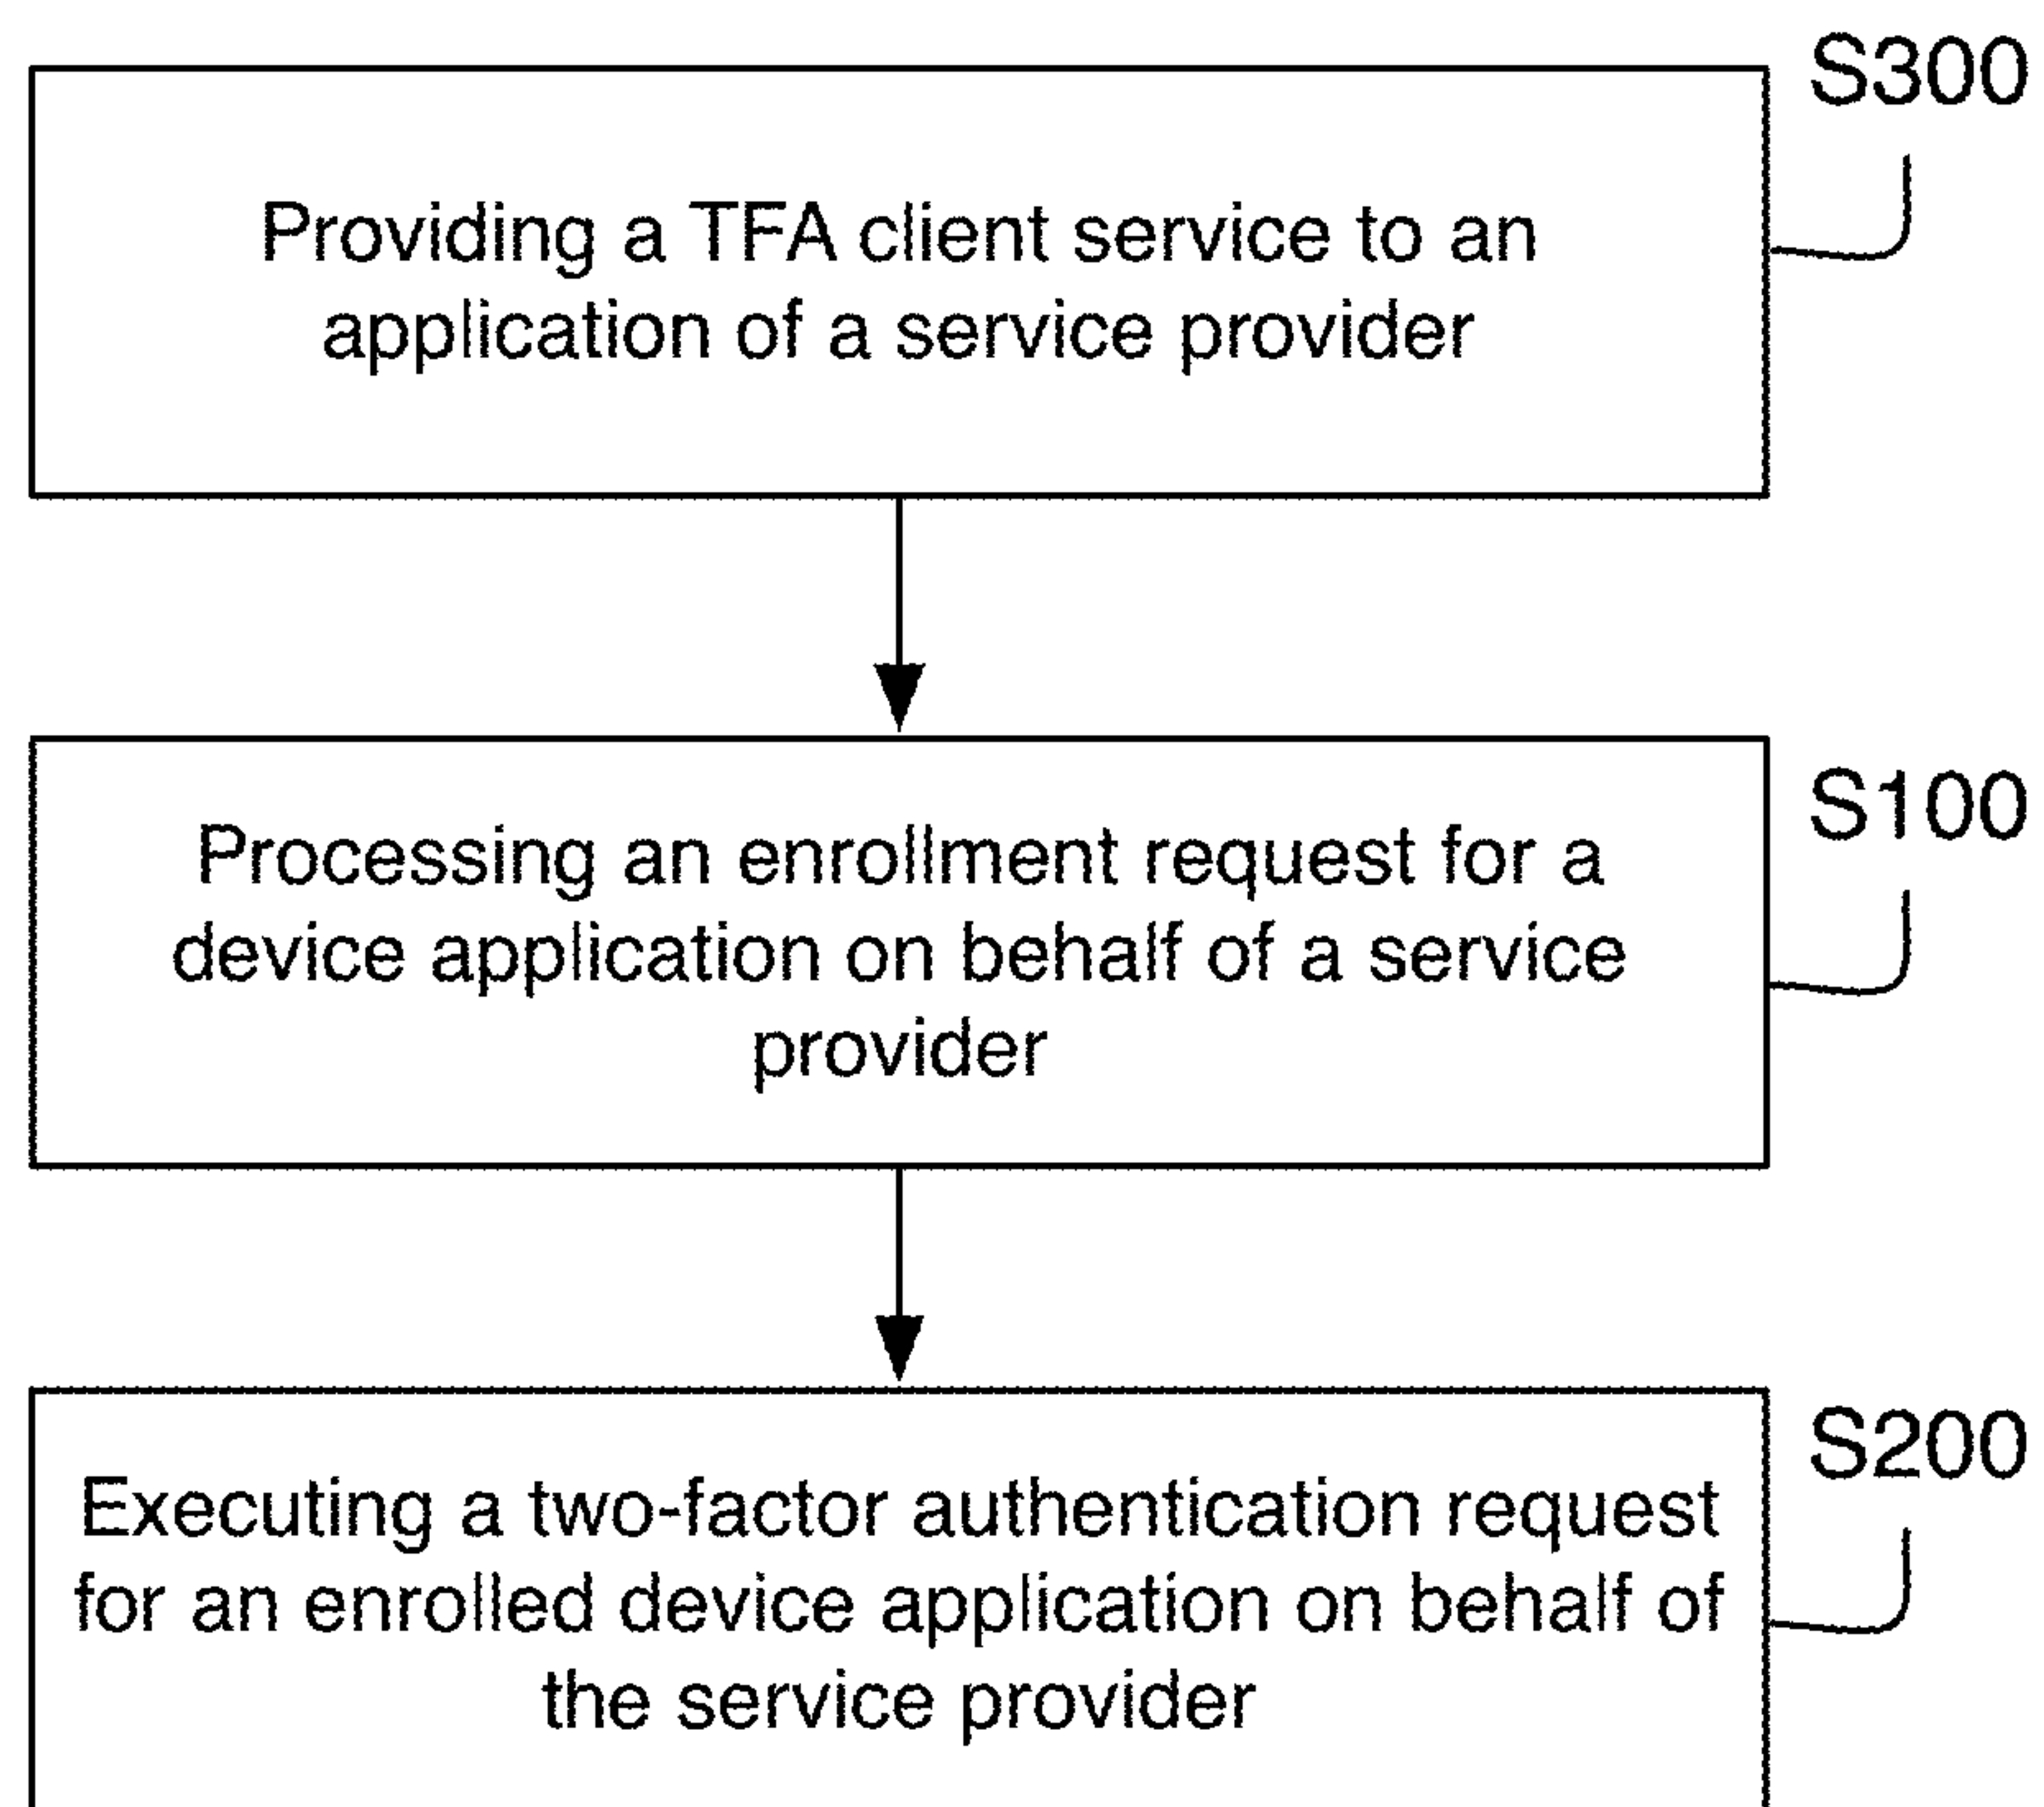 S300
Providing a TFA client service to an
application of a service provider
S100
Processing an enrollment request for a
device application on behalf of a service
provider
S200
Executing a two-factor authentication request
for an enrolled device application on behalf of
the service provider